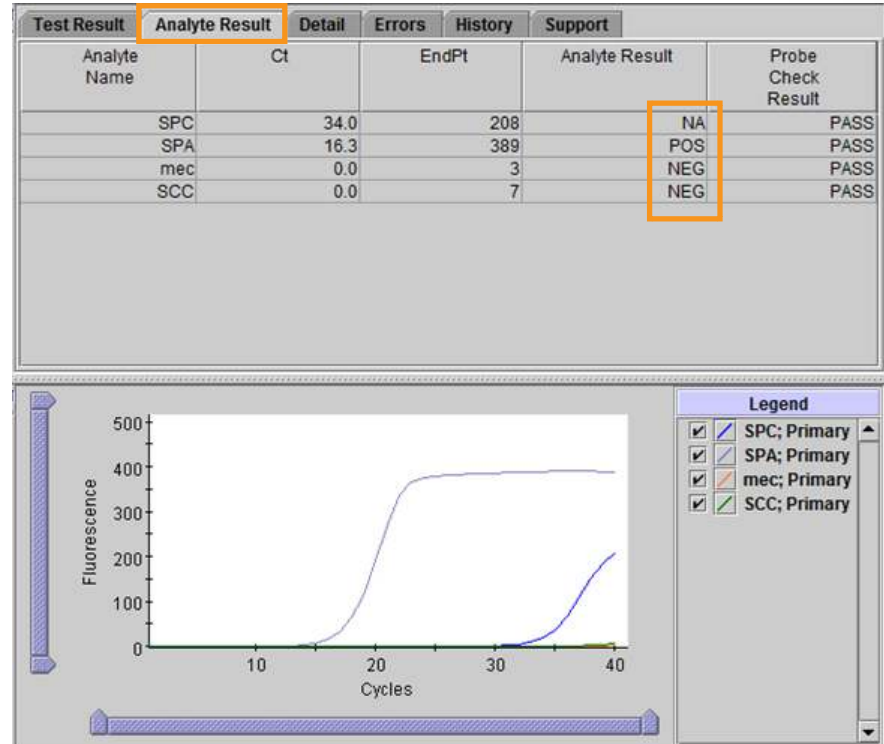 Test Result Analyte Result Detail Errors History Support
Analyte Name Ct EndPt Analyte Result Probe Check Result
SPC 34.0 208 NA PASS
SPA 16.3 389 POS PASS
mec 0.0 3 NEG PASS
SCC 0.0 7 NEG PASS
Legend
SPC; Primary
SPA; Primary
mec; Primary
SCC; Primary
Fluorescence
500
400
300
200
100
0
10 20 30 40
Cycles